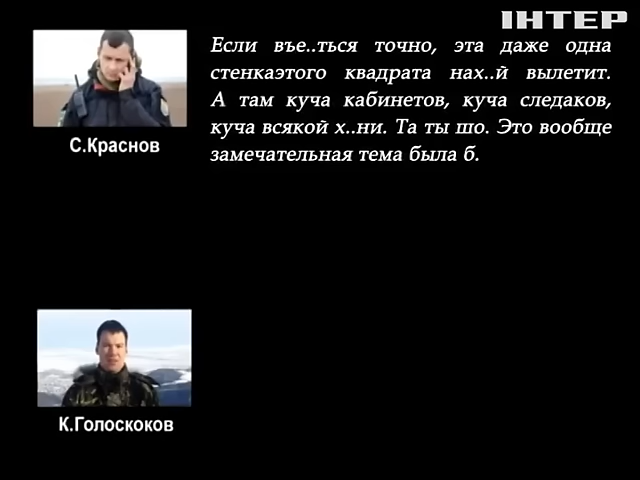 ІНТЕР
Если въе..ться точно, эта даже одна
стенкаэтого квадрата нах..й вылетит.
А там куча кабинетов, куча следаков,
куча всякой х..ни. Та ты шо. Это вообще
замечательная тема была б.
С.Краснов
К.Голоскоков